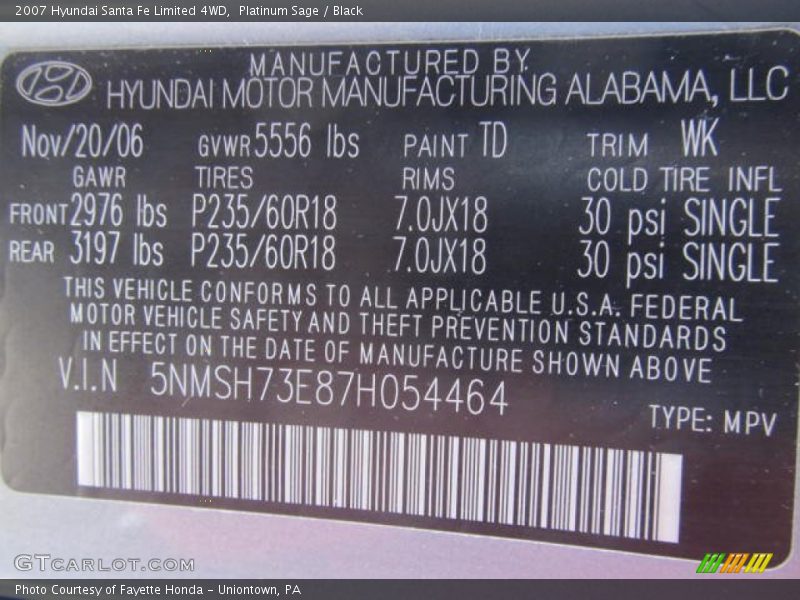 2007 Hyundai Santa Fe Limited 4WD,  Platinum Sage / Black
MANUFACTURED BY
HYUNDAI MOTOR MANUFACTURING ALABAMA, LLC
Nov/20/06 GVWR 5556 lbs PAINT TD TRIM WK
GAWR TIRES RIMS COLD TIRE INFL
FRONT 2976 lbs P235/60R18 7.0JX18 30 psi SINGLE
REAR 3197 lbs P235/60R18 7.0JX18 30 psi SINGLE
THIS VEHICLE CONFORMS TO ALL APPLICABLE U.S.A. FEDERAL
MOTOR VEHICLE SAFETY AND THEFT PREVENTION STANDARDS
IN EFFECT ON THE DATE OF MANUFACTURE SHOWN ABOVE
V.I.N 5NMSH73E87H054464
TYPE: MPV
GTCARLOT.COM
Photo Courtesy of Fayette Honda - Uniontown, PA